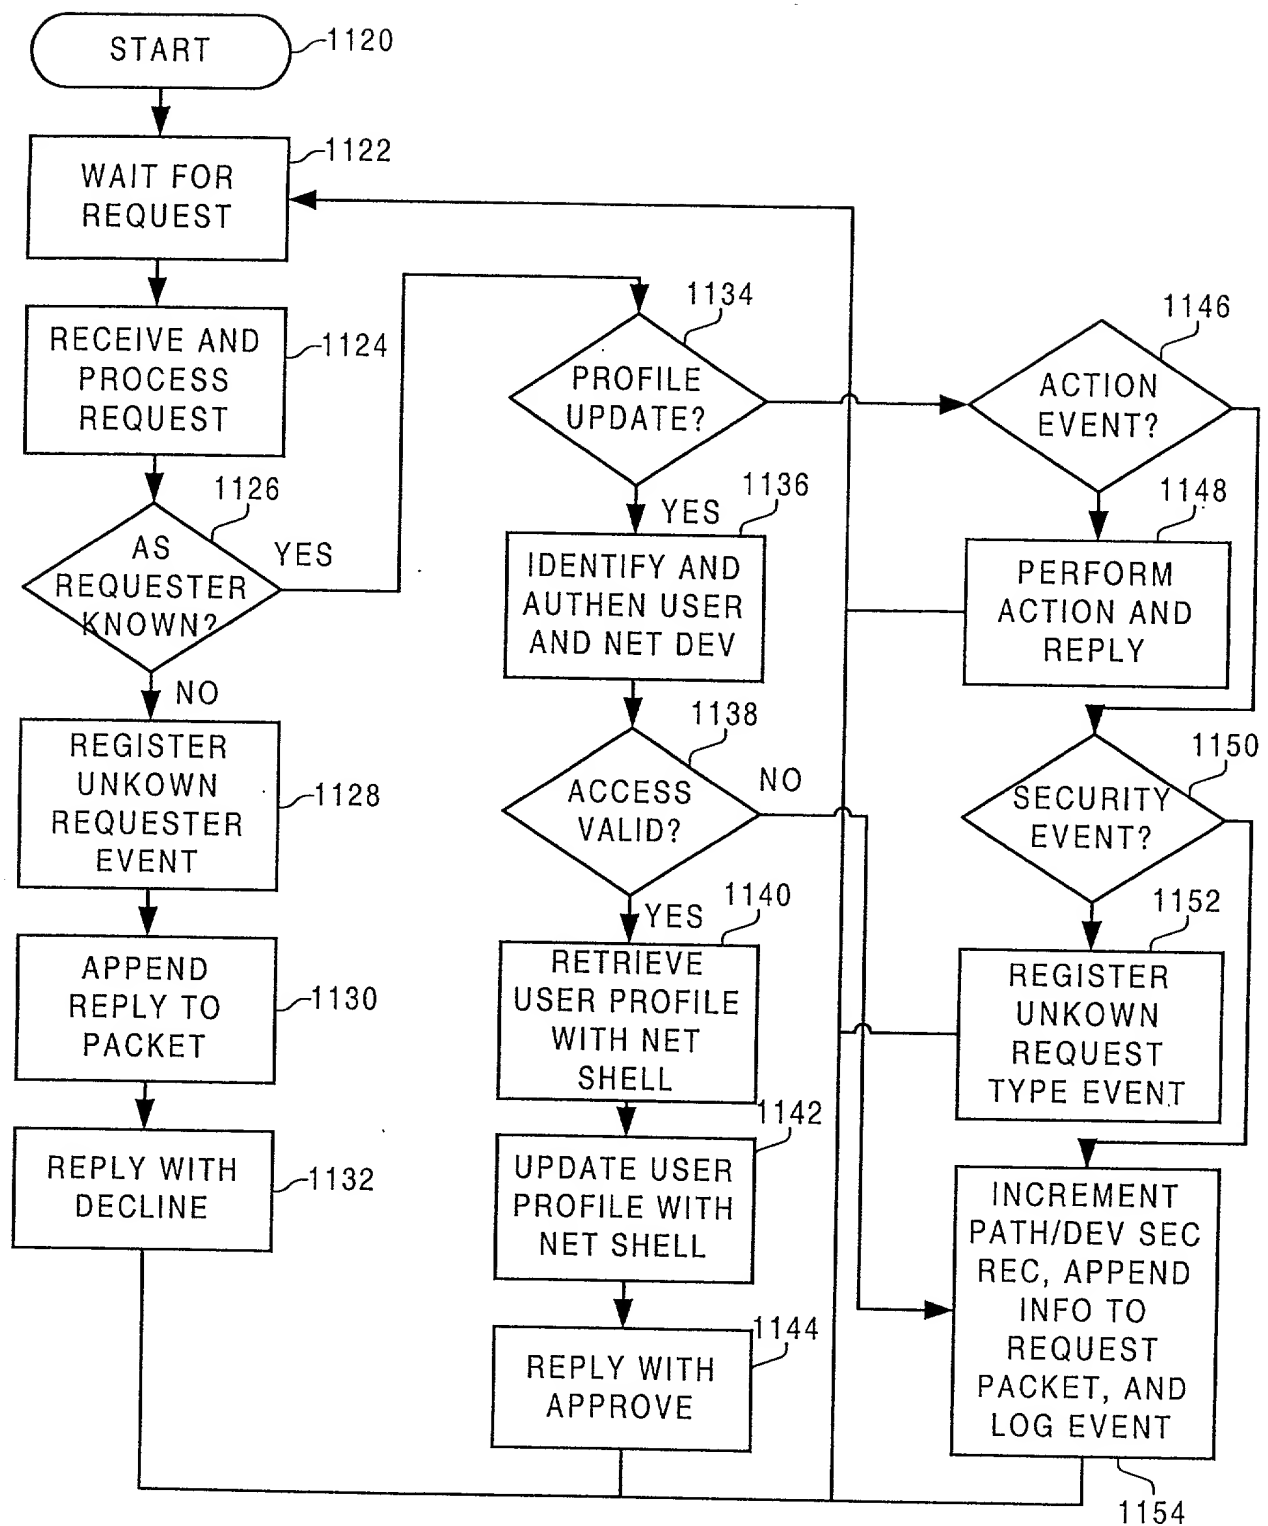 START
1120
WAIT FOR
REQUEST
1122
RECEIVE AND
PROCESS
REQUEST
1124
AS
REQUESTER
KNOWN?
1126
YES
NO
REGISTER
UNKOWN
REQUESTER
EVENT
1128
APPEND
REPLY TO
PACKET
1130
REPLY WITH
DECLINE
1132
PROFILE
UPDATE?
1134
YES
IDENTIFY AND
AUTHEN USER
AND NET DEV
1136
ACCESS
VALID?
1138
NO
YES
RETRIEVE
USER PROFILE
WITH NET
SHELL
1140
UPDATE USER
PROFILE WITH
NET SHELL
1142
REPLY WITH
APPROVE
1144
ACTION
EVENT?
1146
PERFORM
ACTION AND
REPLY
1148
SECURITY
EVENT?
1150
REGISTER
UNKOWN
REQUEST
TYPE EVENT
1152
INCREMENT
PATH/DEV SEC
REC, APPEND
INFO TO
REQUEST
PACKET, AND
LOG EVENT
1154